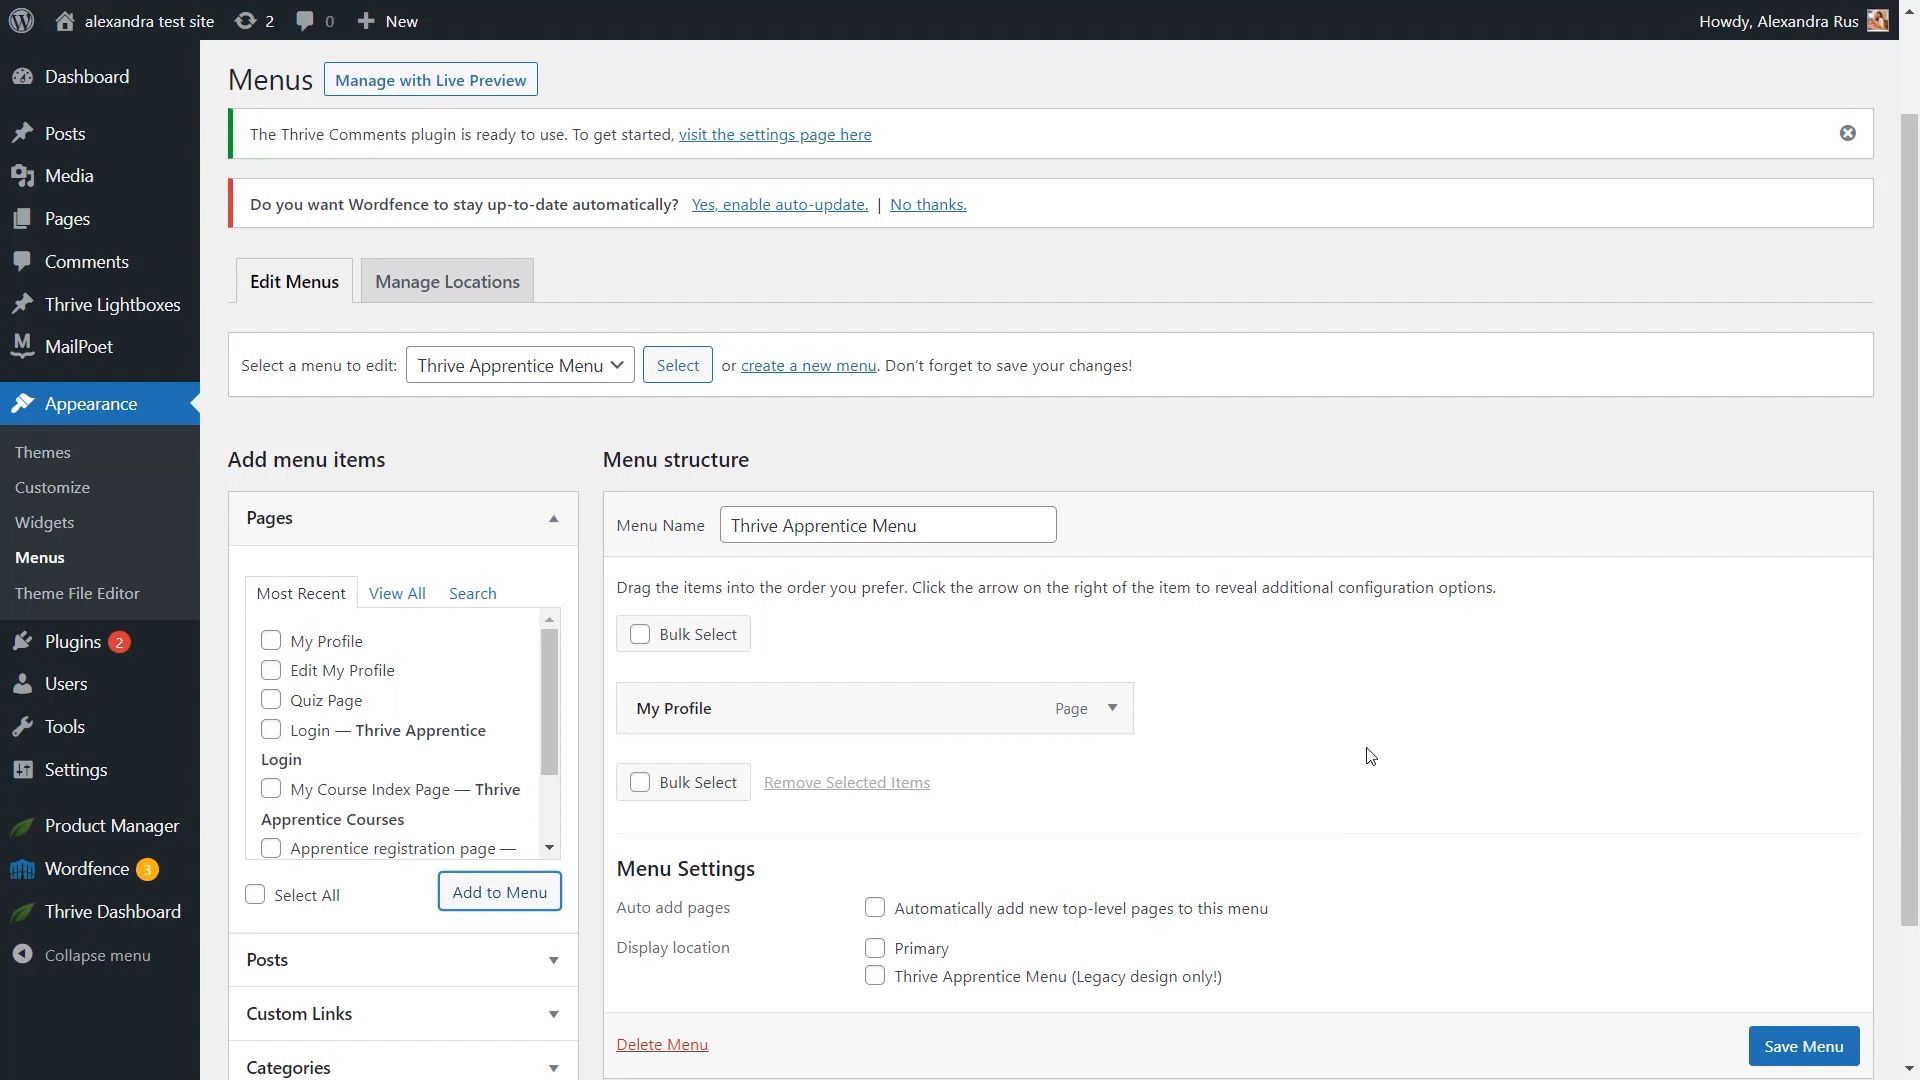 alexandra test site
2
0
New
Howdy, Alexandra Rus
Dashboard
Posts
Media
Pages
Comments
Thrive Lightboxes
MailPoet
Appearance
Themes
Customize
Widgets
Menus
Theme File Editor
Plugins 2
Users
Tools
Settings
Product Manager
Wordfence 3
Thrive Dashboard
Collapse menu
Menus
Manage with Live Preview
The Thrive Comments plugin is ready to use. To get started, visit the settings page here
Do you want Wordfence to stay up-to-date automatically? Yes, enable auto-update. | No thanks.
Edit Menus
Manage Locations
Select a menu to edit: Thrive Apprentice Menu Select or create a new menu. Don't forget to save your changes!
Add menu items
Pages
Most Recent View All Search
My Profile
Edit My Profile
Quiz Page
Login — Thrive Apprentice
Login
My Course Index Page — Thrive
Apprentice Courses
Apprentice registration page —
Select All
Add to Menu
Posts
Custom Links
Categories
Menu structure
Menu Name Thrive Apprentice Menu
Drag the items into the order you prefer. Click the arrow on the right of the item to reveal additional configuration options.
Bulk Select
My Profile Page
Bulk Select Remove Selected Items
Menu Settings
Auto add pages Automatically add new top-level pages to this menu
Display location Primary
Thrive Apprentice Menu (Legacy design only!)
Delete Menu
Save Menu